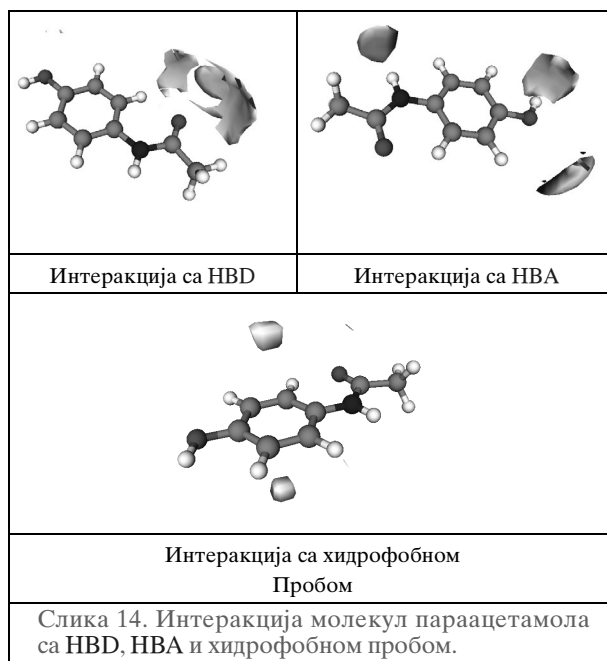 Интеракција са HBD
Интеракција са HBA
Интеракција са хидрофобном
Пробом
Слика 14. Интеракција молекул параацетамола
са HBD, HBA и хидрофобном пробом.